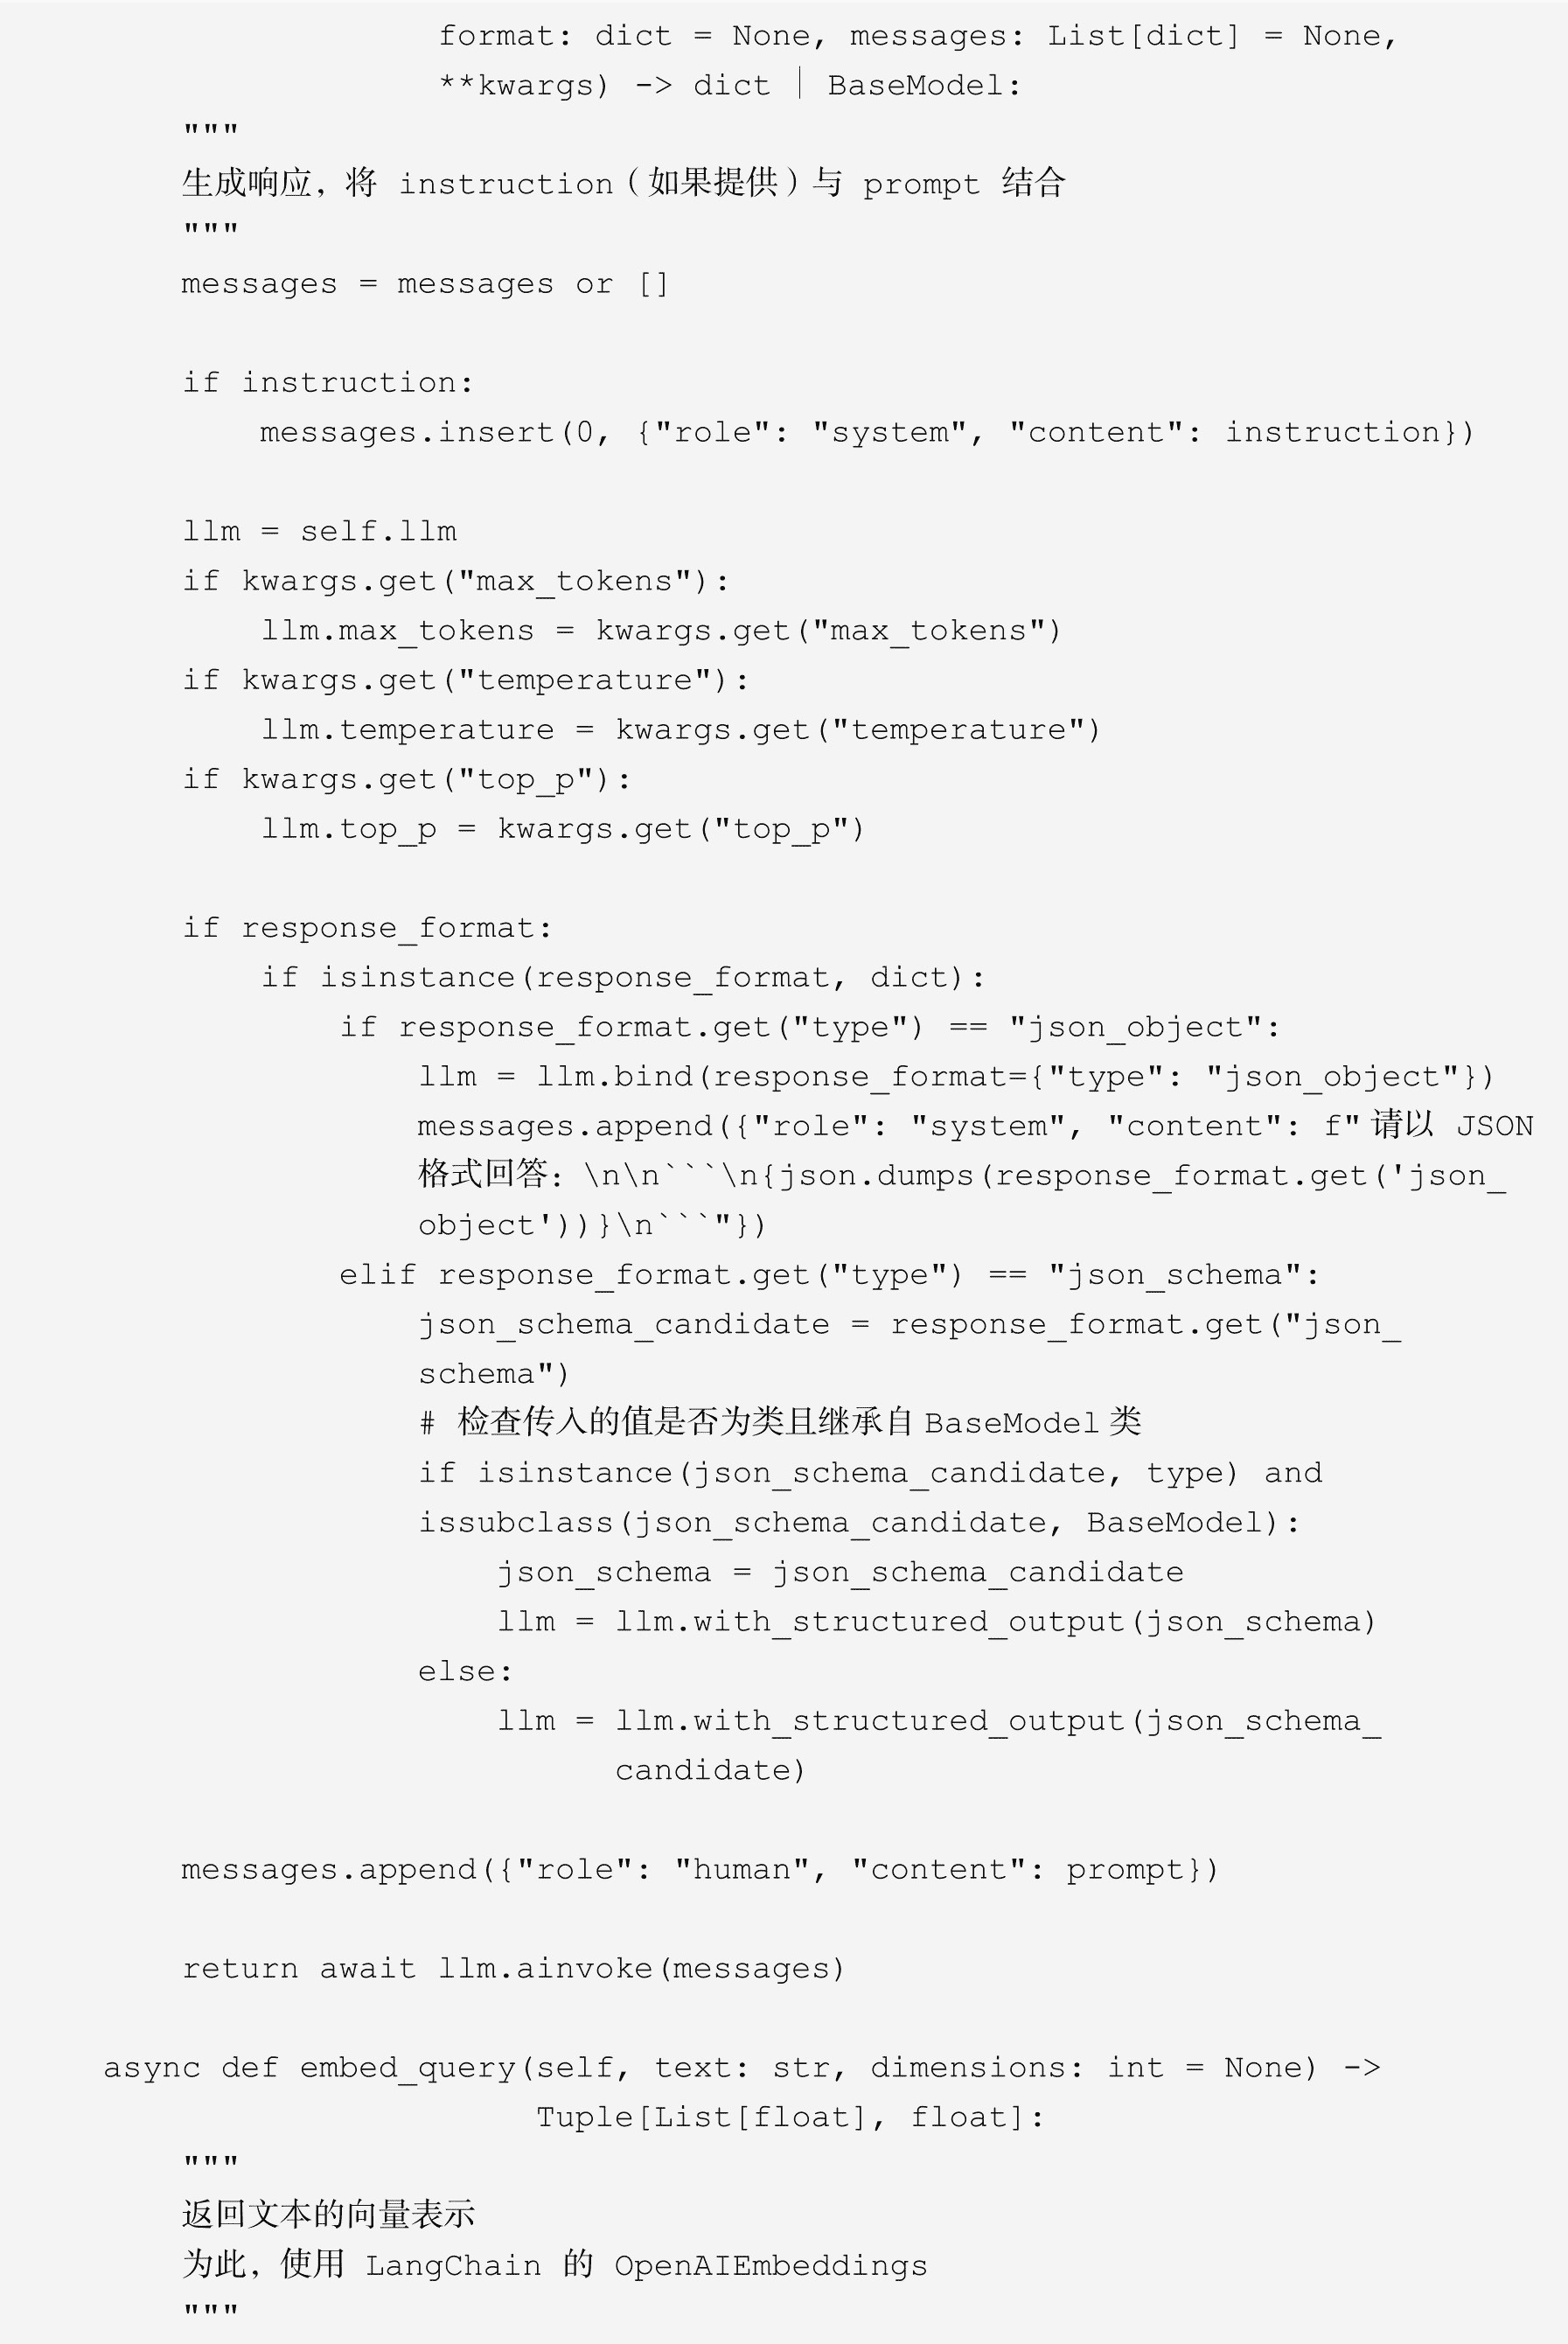 format: dict = None, messages: List[dict] = None,
**kwargs) -> dict | BaseModel:
"""
生成响应，将 instruction（如果提供）与 prompt 结合
"""
messages = messages or []
if instruction:
messages.insert(0, {"role": "system", "content": instruction})
llm = self.llm
if kwargs.get("max_tokens"):
llm.max_tokens = kwargs.get("max_tokens")
if kwargs.get("temperature"):
llm.temperature = kwargs.get("temperature")
if kwargs.get("top_p"):
llm.top_p = kwargs.get("top_p")
if response_format:
if isinstance(response_format, dict):
if response_format.get("type") == "json_object":
llm = llm.bind(response_format={"type": "json_object"})
messages.append({"role": "system", "content": f"请以 JSON
格式回答：\n\n```\n{json.dumps(response_format.get('json_
object'))}\n```"})
elif response_format.get("type") == "json_schema":
json_schema_candidate = response_format.get("json_
schema")
# 检查传入的值是否为类且继承自BaseModel类
if isinstance(json_schema_candidate, type) and
issubclass(json_schema_candidate, BaseModel):
json_schema = json_schema_candidate
llm = llm.with_structured_output(json_schema)
else:
llm = llm.with_structured_output(json_schema_
candidate)
messages.append({"role": "human", "content": prompt})
return await llm.ainvoke(messages)
async def embed_query(self, text: str, dimensions: int = None) ->
Tuple[List[float], float]:
"""
返回文本的向量表示
为此，使用 LangChain 的 OpenAIEmbeddings
"""